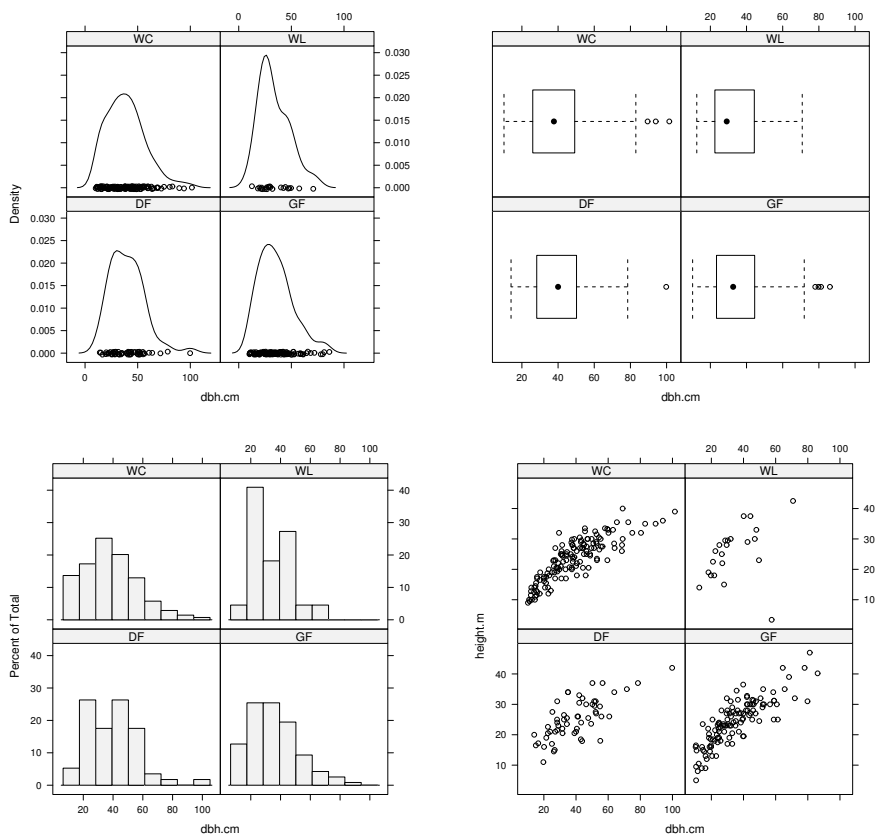 0 50 100
WC WL
0.030
0.025
0.020
0.015
0.010
0.005
0.000
DF GF
0.030
0.025
0.020
0.015
0.010
0.005
0.000
Density
0 50 100
dbh.cm
20 40 60 80 100
WC WL
DF GF
20 40 60 80 100
dbh.cm
20 40 60 80 100
WC WL
40
30
20
10
0
DF GF
40
30
20
10
0
Percent of Total
20 40 60 80 100
dbh.cm
20 40 60 80 100
WC WL
40
30
20
10
DF GF
40
30
20
10
height.m
20 40 60 80 100
dbh.cm